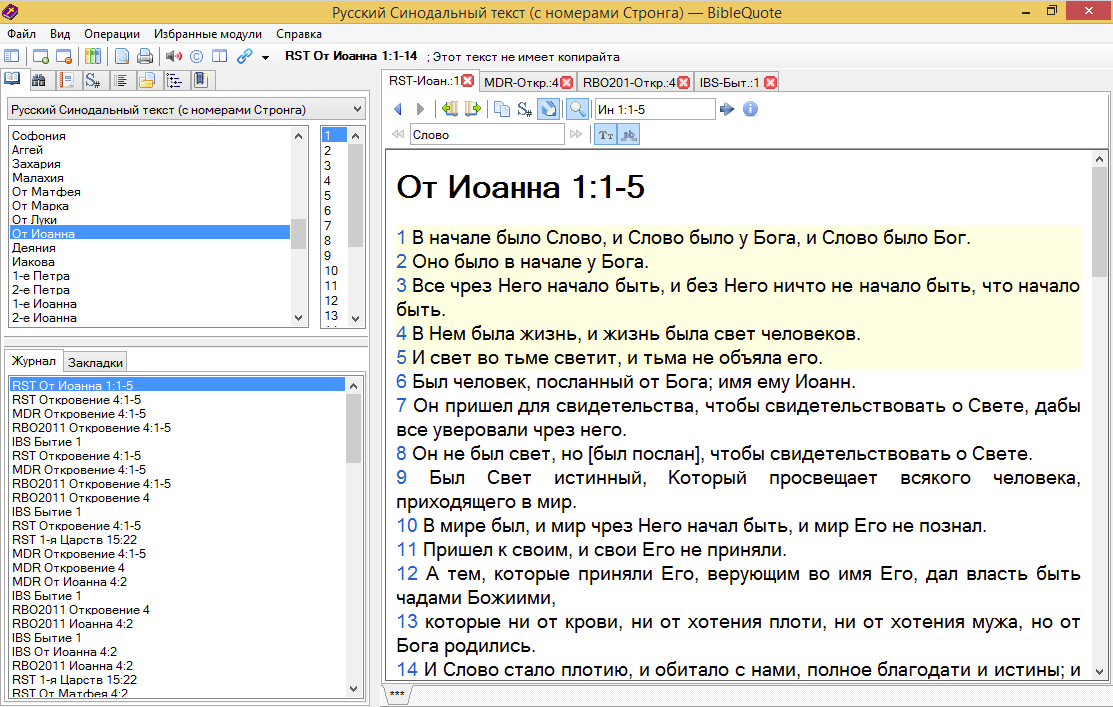 Русский Синодальный текст (с номерами Стронга) — BibleQuote
Файл Вид Операции Избранные модули Справка
RST От Иоанна 1:1-14 ; Этот текст не имеет копирайта
Русский Синодальный текст (с номерами Стронга)
Софония
Аггей
Захария
Малахия
От Матфея
От Марка
От Луки
От Иоанна
Деяния
Иакова
1-е Петра
2-е Петра
1-е Иоанна
2-е Иоанна
1
2
3
4
5
6
7
8
9
10
11
12
13
Журнал Закладки
RST От Иоанна 1:1-5
RST Откровение 4:1-5
MDR Откровение 4:1-5
RBO2011 Откровение 4:1-5
IBS Бытие 1
RST Откровение 4:1-5
MDR Откровение 4:1-5
RBO2011 Откровение 4:1-5
RBO2011 Откровение 4
IBS Бытие 1
RST Откровение 4:1-5
RST 1-я Царств 15:22
MDR Откровение 4:1-5
MDR Откровение 4
MDR От Иоанна 4:2
IBS Бытие 1
RBO2011 Откровение 4
RBO2011 Иоанна 4:2
IBS Бытие 1
IBS От Иоанна 4:2
RBO2011 Иоанна 4:2
RST 1-я Царств 15:22
RST От Матфея 4:2
RST-Иоан.:1 MDR-Откр.:4 RBO201-Откр.:4 IBS-Быт.:1
S# Ин 1:1-5
Слово Tт ab
От Иоанна 1:1-5
1 В начале было Слово, и Слово было у Бога, и Слово было Бог.
2 Оно было в начале у Бога.
3 Все чрез Него начало быть, и без Него ничто не начало быть, что начало
быть.
4 В Нем была жизнь, и жизнь была свет человеков.
5 И свет во тьме светит, и тьма не объяла его.
6 Был человек, посланный от Бога; имя ему Иоанн.
7 Он пришел для свидетельства, чтобы свидетельствовать о Свете, дабы
все уверовали чрез него.
8 Он не был свет, но [был послан], чтобы свидетельствовать о Свете.
9 Был Свет истинный, Который просвещает всякого человека,
приходящего в мир.
10 В мире был, и мир чрез Него начал быть, и мир Его не познал.
11 Пришел к своим, и свои Его не приняли.
12 А тем, которые приняли Его, верующим во имя Его, дал власть быть
чадами Божиими,
13 которые ни от крови, ни от хотения плоти, ни от хотения мужа, но от
Бога родились.
14 И Слово стало плотию, и обитало с нами, полное благодати и истины; и
***